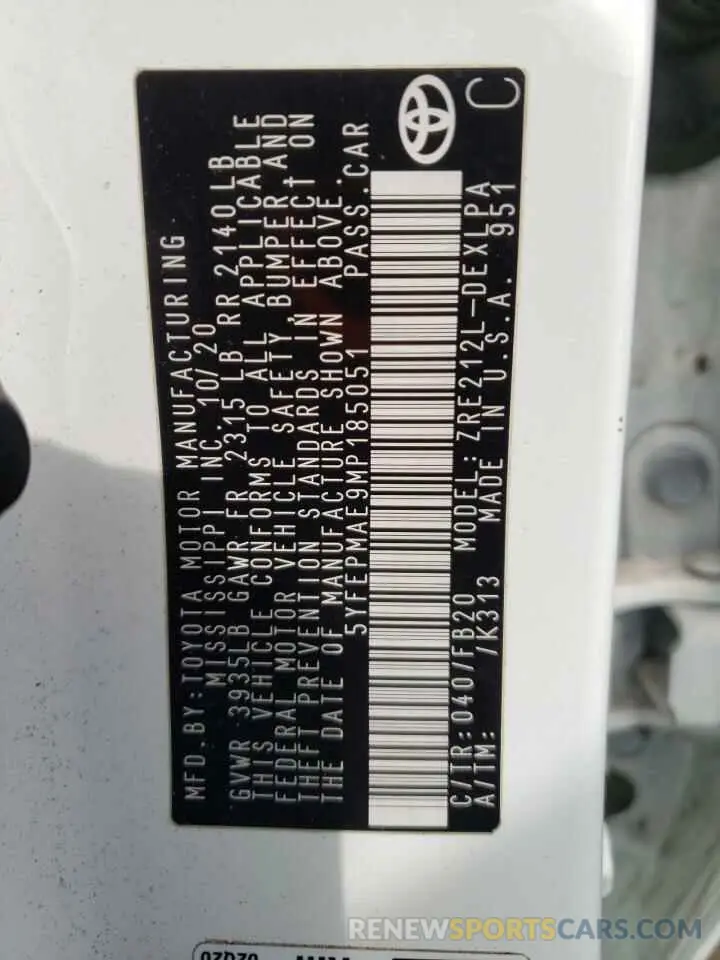 MFD. BY: TOYOTA MOTOR MANUFACTURING
MISSISSIPPI INC. 10/20
GVWR 3935LB GAWR FR 2315 LB RR 2140LB
THIS VEHICLE CONFORMS TO ALL APPLICABLE
FEDERAL MOTOR VEHICLE SAFETY, BUMPER AND
THEFT PREVENTION STANDARDS IN EFFECT ON
THE DATE OF MANUFACTURE SHOWN ABOVE.
5YFEPMAE9MP185051 PASS. CAR
C/TR: 040/FB20 MODEL: ZRE212L-DEXLPA
A/TM: /K313 MADE IN U.S.A. 951
C
RENEWSPORTSCARS.COM